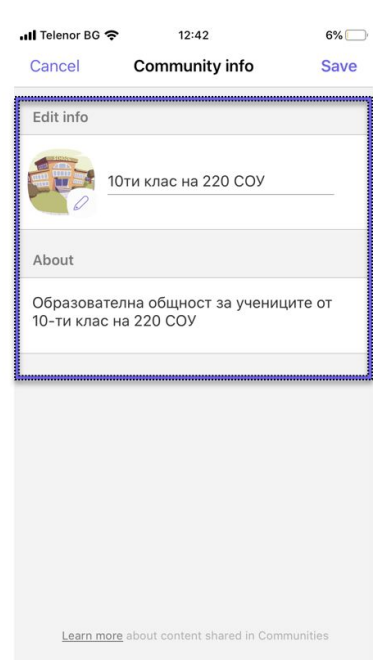 Telenor BG 12:42 6%
Cancel Community info Save
Edit info
10ти клас на 220 СОУ
About
Образователна общност за учениците от
10-ти клас на 220 СОУ
Learn more about content shared in Communities